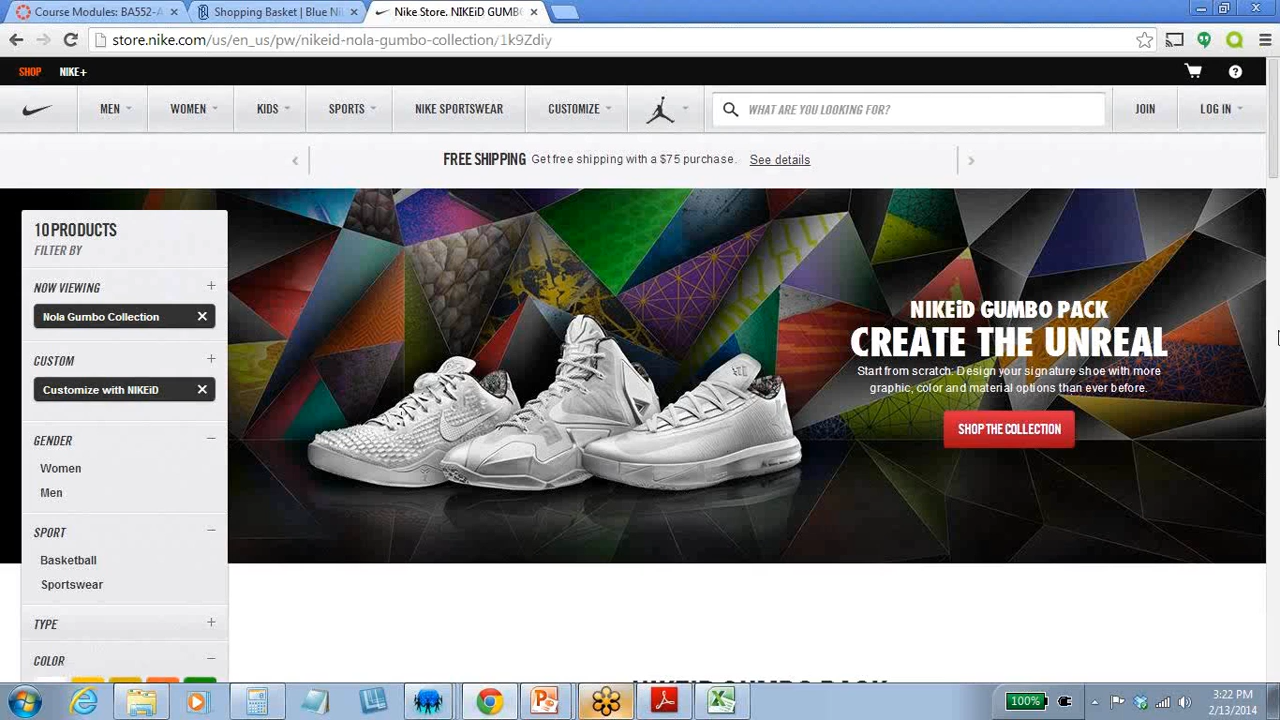 Course Modules: BA552-A
Shopping Basket | Blue Ni
Nike Store. NIKEiD GUMB
store.nike.com/us/en_us/pw/nikeid-nola-gumbo-collection/1k9Zdiy
SHOP
NIKE+
MEN
WOMEN
KIDS
SPORTS
NIKE SPORTSWEAR
CUSTOMIZE
WHAT ARE YOU LOOKING FOR?
JOIN
LOG IN
FREE SHIPPING Get free shipping with a $75 purchase. See details
10 PRODUCTS
FILTER BY
NOW VIEWING
Nola Gumbo Collection
CUSTOM
Customize with NIKEiD
GENDER
Women
Men
SPORT
Basketball
Sportswear
TYPE
COLOR
NIKEiD GUMBO PACK
CREATE THE UNREAL
Start from scratch: Design your signature shoe with more
graphic, color and material options than ever before.
SHOP THE COLLECTION
NIKEID GUMBO PACK
100%
3:22 PM
2/13/2014